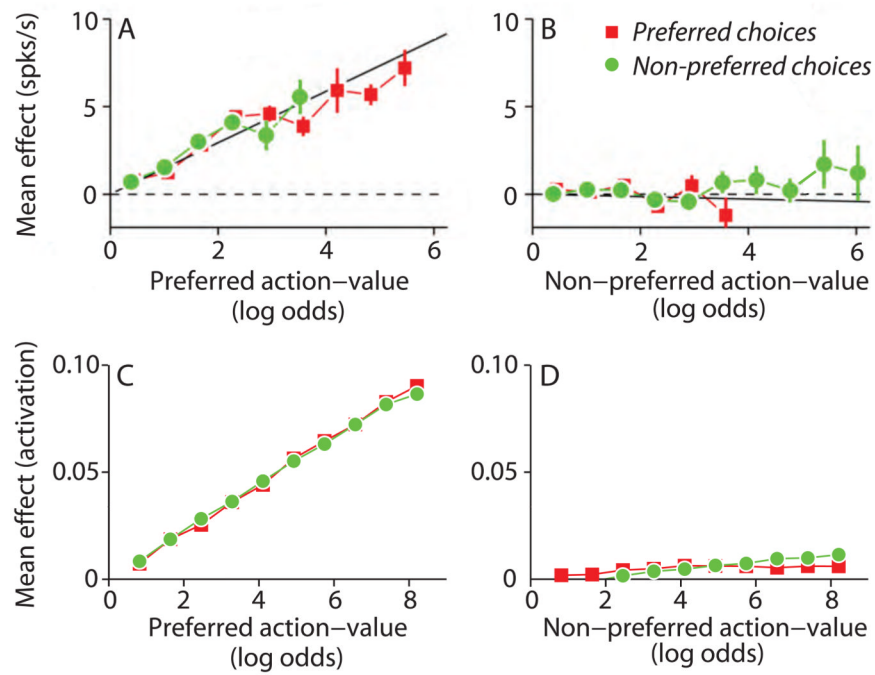 A
B
Preferred choices
Non-preferred choices
Mean effect (spks/s)
10
5
0
0 2 4 6
Preferred action–value
(log odds)
10
5
0
0 2 4 6
Non–preferred action–value
(log odds)
C
D
Mean effect (activation)
0.10
0.05
0
0 2 4 6 8
Preferred action–value
(log odds)
0.10
0.05
0
0 2 4 6 8
Non–preferred action–value
(log odds)